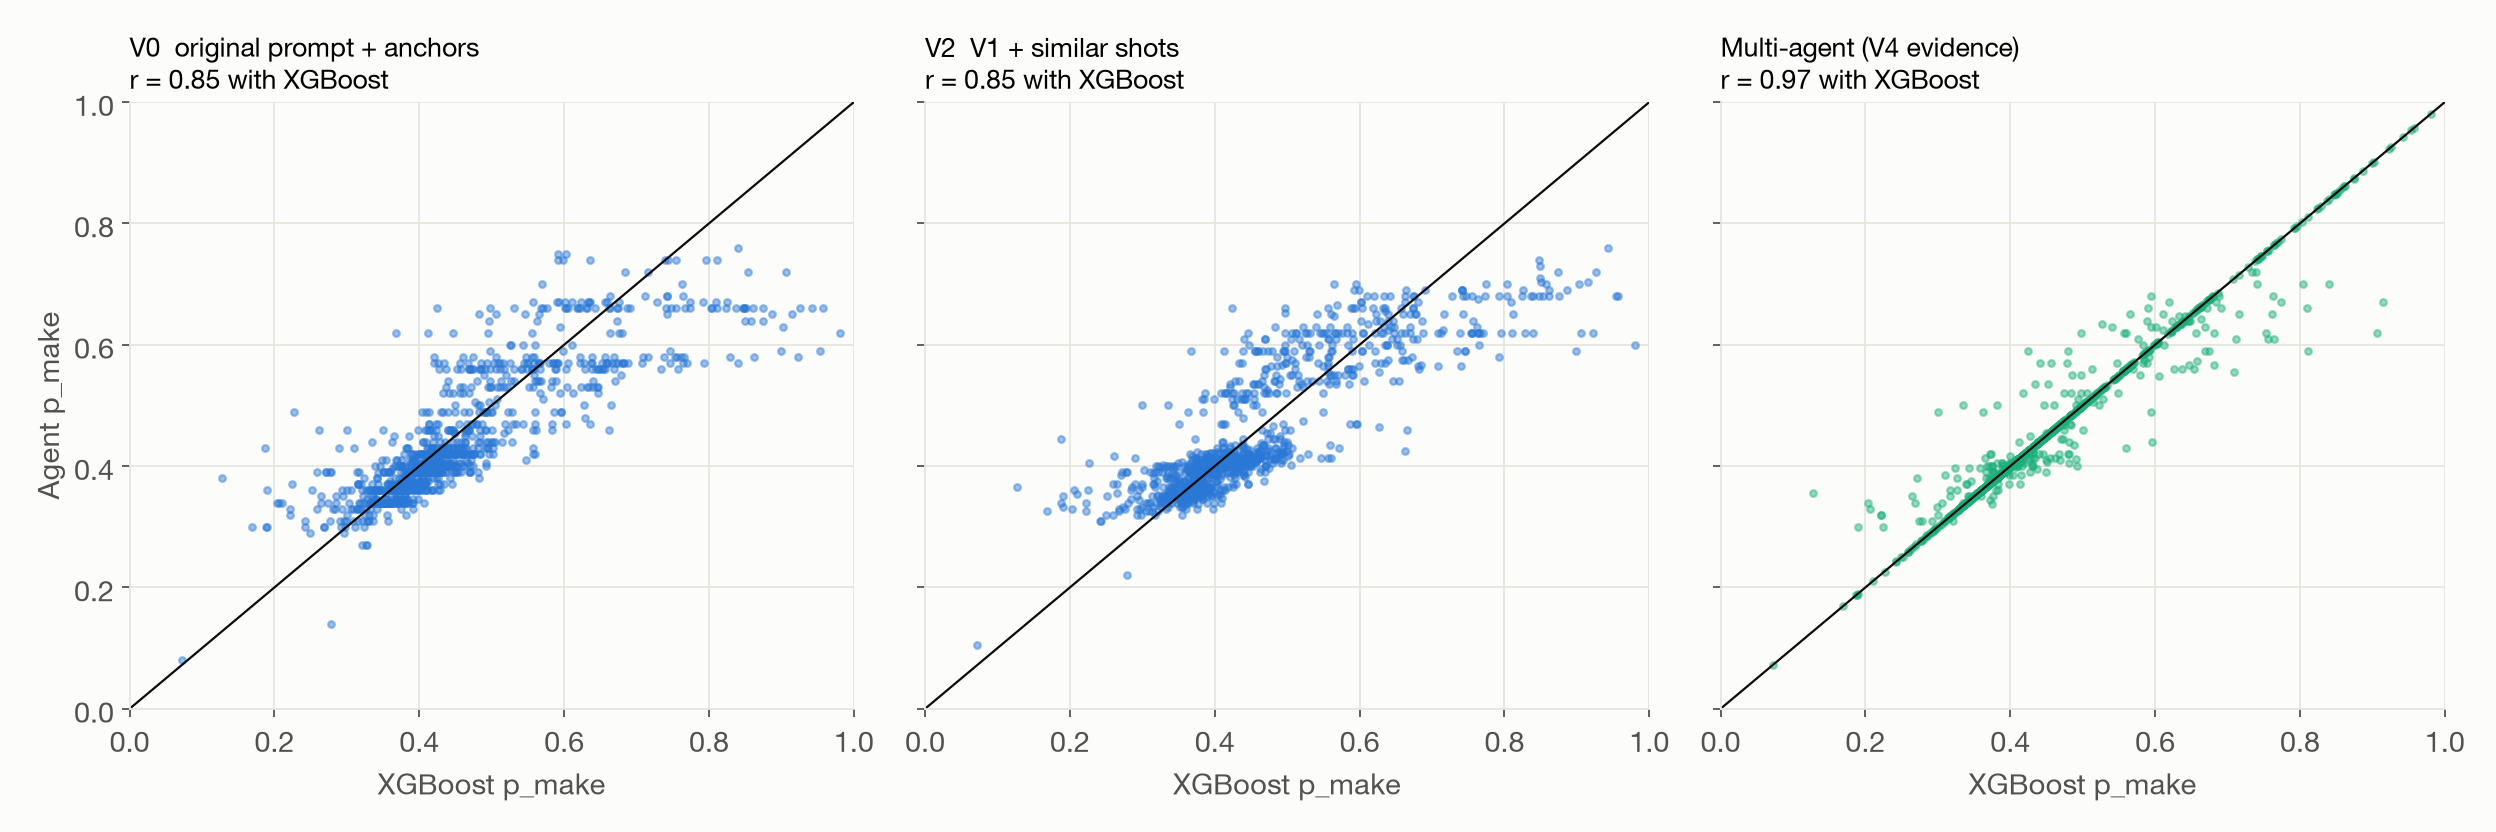 V0  original prompt + anchors
r = 0.85 with XGBoost
V2  V1 + similar shots
r = 0.85 with XGBoost
Multi-agent (V4 evidence)
r = 0.97 with XGBoost
Agent p_make
1.0
0.8
0.6
0.4
0.2
0.0
0.0 0.2 0.4 0.6 0.8 1.0
0.0 0.2 0.4 0.6 0.8 1.0
0.0 0.2 0.4 0.6 0.8 1.0
XGBoost p_make
XGBoost p_make
XGBoost p_make